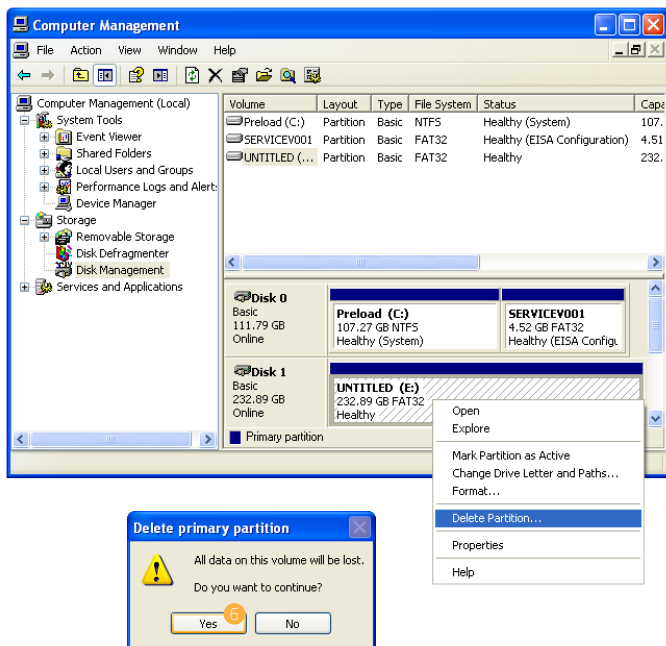 Computer Management
File Action View Window Help
Computer Management (Local)
System Tools
Event Viewer
Shared Folders
Local Users and Groups
Performance Logs and Alert:
Device Manager
Storage
Removable Storage
Disk Defragmenter
Disk Management
Services and Applications
Volume Layout Type File System Status Capa
Preload (C:) Partition Basic NTFS Healthy (System) 107.
SERVICEV001 Partition Basic FAT32 Healthy (EISA Configuration) 4.51
UNTITLED (... Partition Basic FAT32 Healthy 232.
Disk 0
Basic
111.79 GB
Online
Preload (C:)
107.27 GB NTFS
Healthy (System)
SERVICEV001
4.52 GB FAT32
Healthy (EISA Configu
Disk 1
Basic
232.89 GB
Online
UNTITLED (E:)
232.89 GB FAT32
Healthy
Primary partition
Open
Explore
Mark Partition as Active
Change Drive Letter and Paths...
Format...
Delete Partition...
Properties
Help
Delete primary partition
All data on this volume will be lost.
Do you want to continue?
Yes 6 No